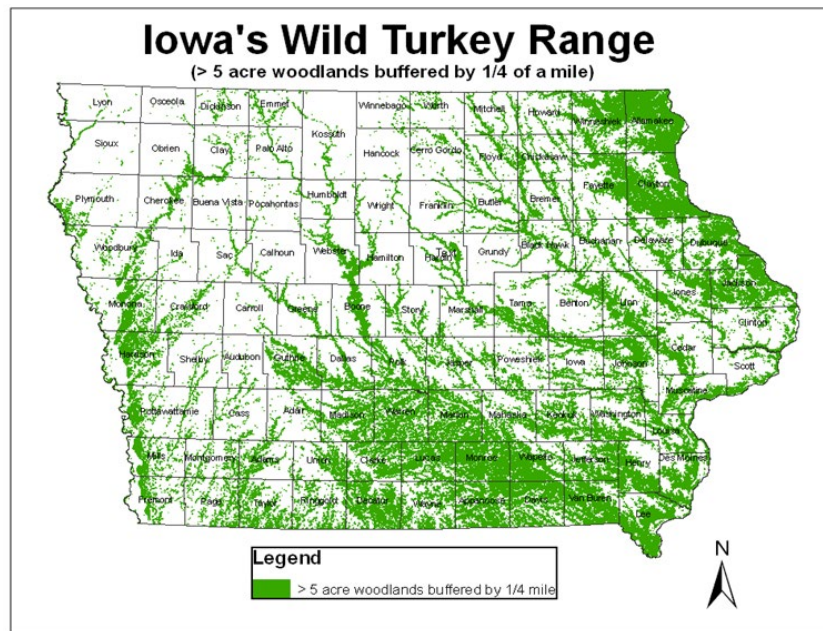 Iowa's Wild Turkey Range
(> 5 acre woodlands buffered by 1/4 of a mile)
Lyon Osceola Dickinson Emmet Winnebago Worth Mitchell Howard Winneshiek Allamakee
Kossuth
Sioux Obrien Clay Palo Alto Hancock Cerro Gordo Floyd Chickasaw
Fayette Clayton
Plymouth Cherokee Buena Vista Pocahontas Humboldt Wright Franklin Butler Bremer
Woodbury Ida Sac Calhoun Webster Hamilton Hardin Grundy Black Hawk Buchanan Delaware Dubuque
Monona Crawford Carroll Greene Boone Story Marshall Tama Benton Linn Jones Jackson
Clinton
Harrison Shelby Audubon Guthrie Dallas Polk Jasper Poweshiek Iowa Johnson Cedar Scott
Muscatine
Pottawattamie Cass Adair Madison Warren Marion Mahaska Keokuk Washington
Louisa
Mills Montgomery Adams Union Clarke Lucas Monroe Wapello Jefferson Henry Des Moines
Fremont Page Taylor Ringgold Decatur Wayne Appanoose Davis Van Buren
Lee
N
Legend
> 5 acre woodlands buffered by 1/4 mile